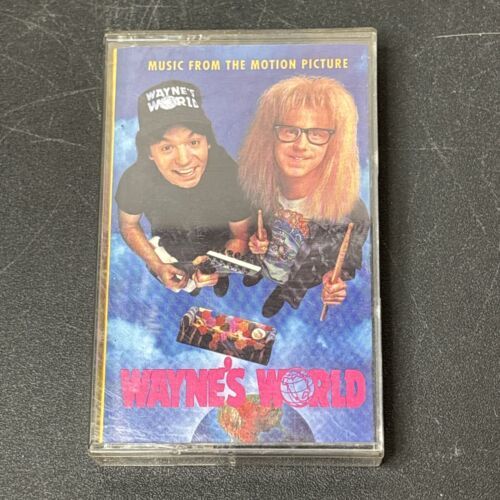 MUSIC FROM THE MOTION PICTURE
WAYNE'S
WORLD
WAYNE'S WORLD